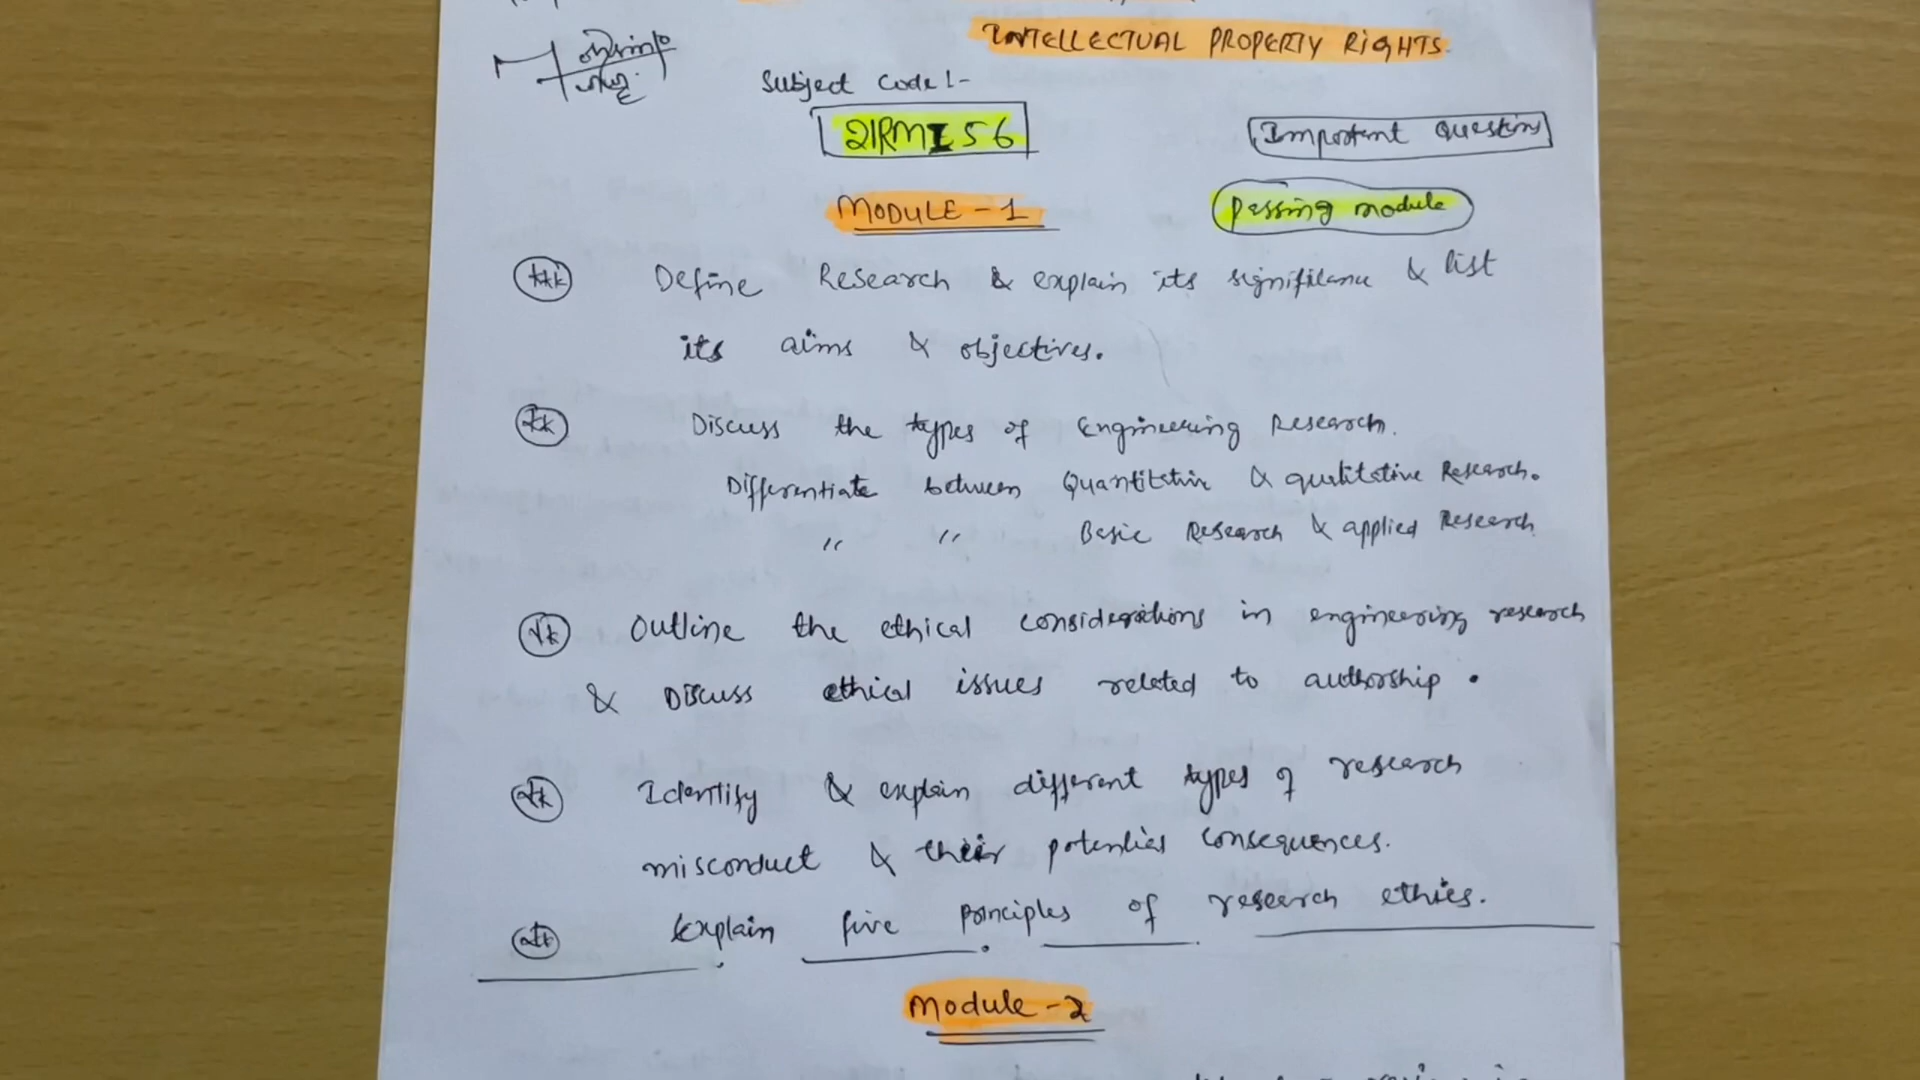 INTELLECTUAL PROPERTY RIGHTS.
Subject Code :-
21RMI56
Important Questions
MODULE - 1
Passing module
Define Research & explain its significance & list
its aims & objectives.
Discuss the types of Engineering Research.
Differentiate between Quantitative & qualitative Research.
" " Basic Research & applied Research
Outline the ethical considerations in engineering research
& Discuss ethical issues related to authorship.
Identify & explain different types of research
misconduct & their potential consequences.
Explain five principles of research ethics.
Module - 2